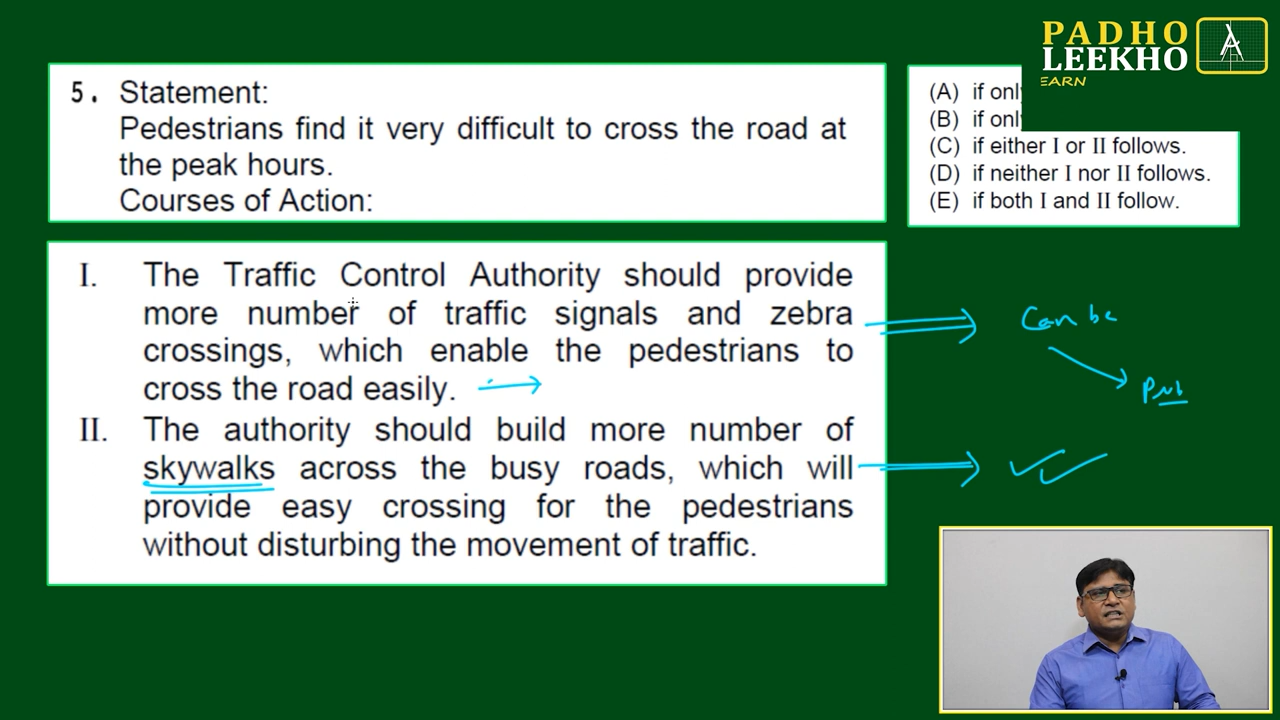 PADHO
LEEKHO
EARN
5. Statement:
Pedestrians find it very difficult to cross the road at
the peak hours.
Courses of Action:
(A) if only
(B) if only
(C) if either I or II follows.
(D) if neither I nor II follows.
(E) if both I and II follow.
I. The Traffic Control Authority should provide
more number of traffic signals and zebra
crossings, which enable the pedestrians to
cross the road easily.
II. The authority should build more number of
skywalks across the busy roads, which will
provide easy crossing for the pedestrians
without disturbing the movement of traffic.
Can be